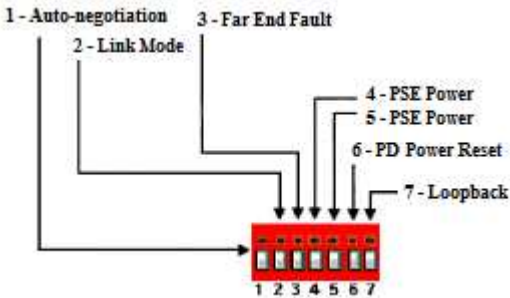 1 - Auto-negotiation
3 - Far End Fault
2 - Link Mode
4 - PSE Power
5 - PSE Power
6 - PD Power Reset
7 - Loopback
1 2 3 4 5 6 7